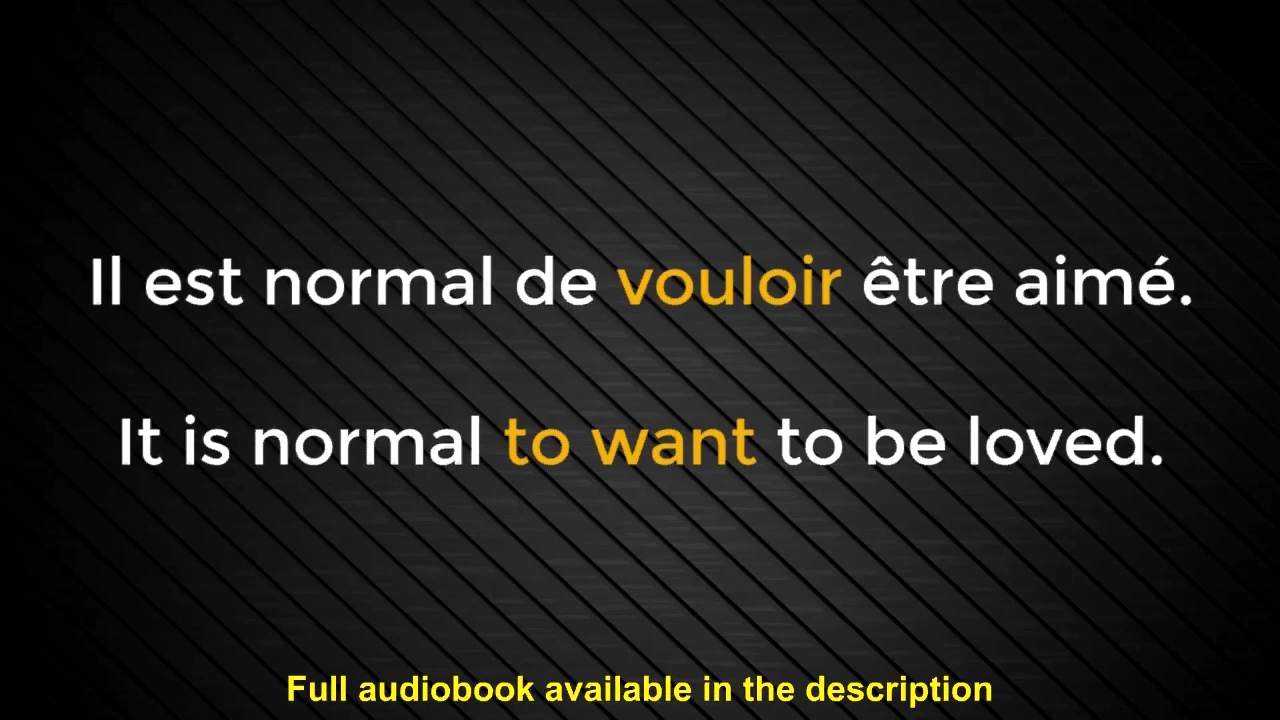 Il est normal de vouloir être aimé.
It is normal to want to be loved.
Full audiobook available in the description